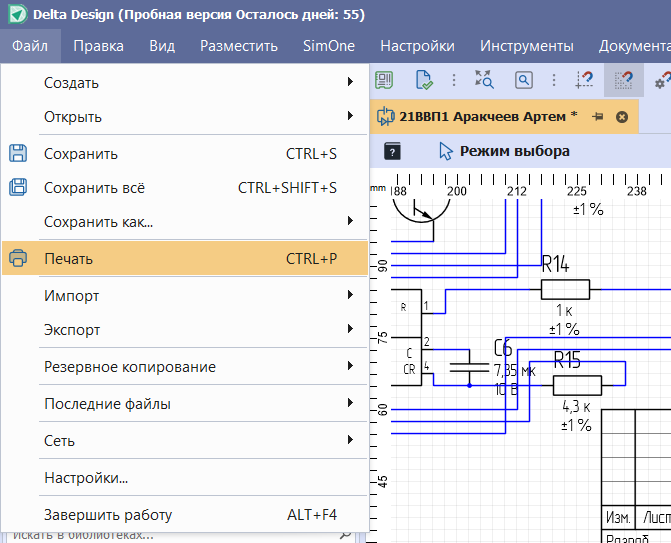 Delta Design (Пробная версия Осталось дней: 55)
Файл Правка Вид Разместить SimOne Настройки Инструменты Документа
Создать
Открыть
21ВВП1 Аракчеев Артем *
Сохранить CTRL+S
? Режим выбора
Сохранить всё CTRL+SHIFT+S
mm 188 200 212 225 238
Сохранить как...
±1 %
Печать CTRL+P
90
R14
Импорт
R 1
1 к
Экспорт
±1 %
75
C 2
C6
R15
Резервное копирование
CR 4
7,35 мк
10 В
Последние файлы
60
4,3 к
±1 %
Сеть
Настройки...
45
Завершить работу ALT+F4
Изм. Лист
Искать в библиотеках...
Разраб